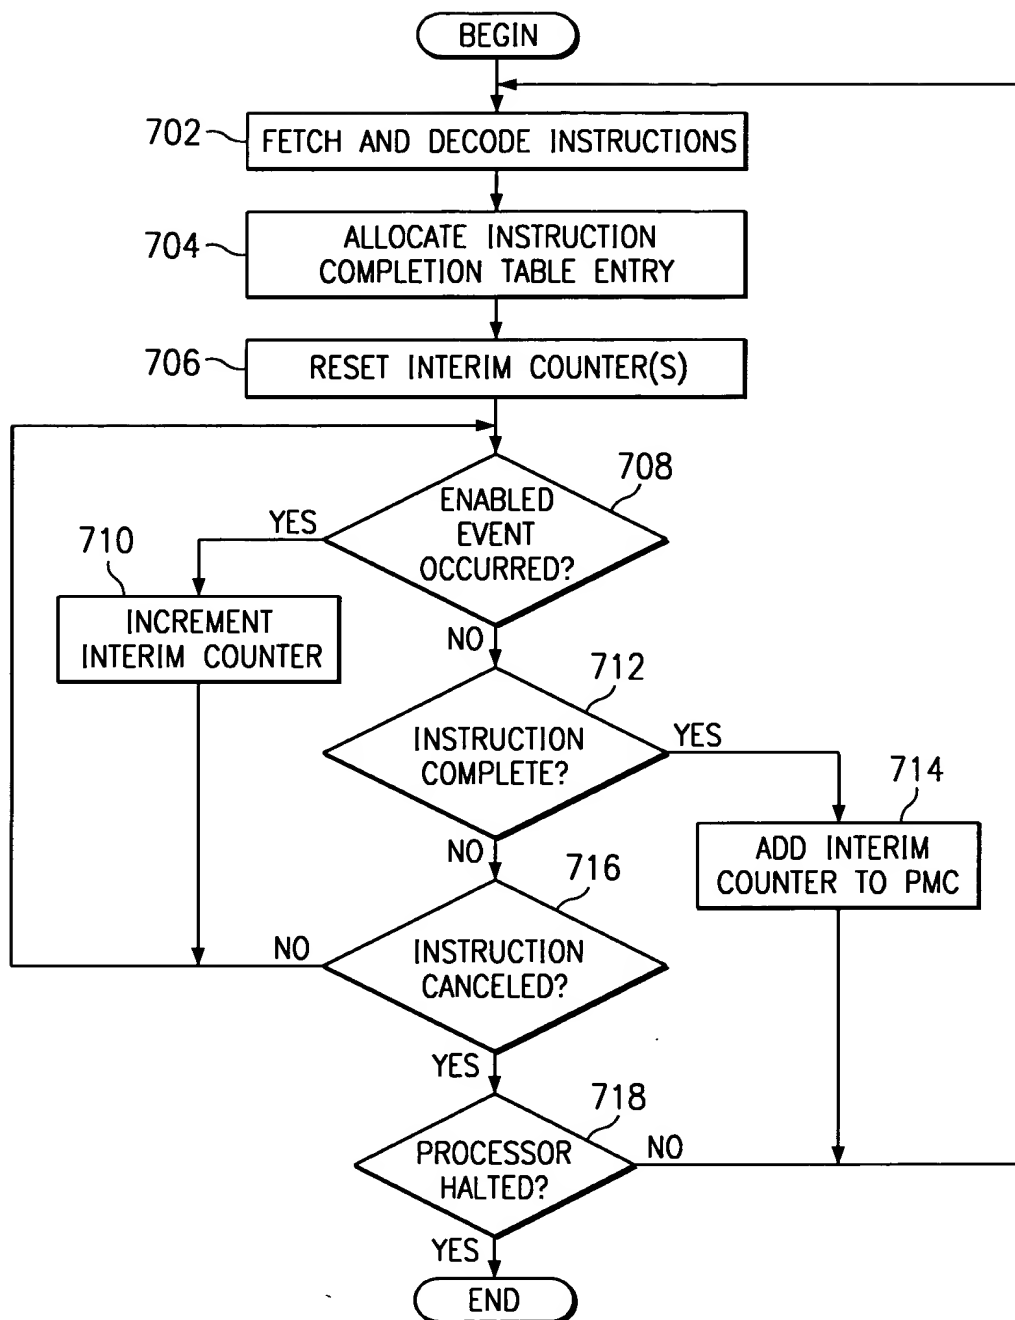 BEGIN
702
FETCH AND DECODE INSTRUCTIONS
704
ALLOCATE INSTRUCTION
COMPLETION TABLE ENTRY
706
RESET INTERIM COUNTER(S)
708
ENABLED
EVENT
OCCURRED?
YES
710
INCREMENT
INTERIM COUNTER
NO
712
INSTRUCTION
COMPLETE?
YES
714
ADD INTERIM
COUNTER TO PMC
NO
716
INSTRUCTION
CANCELED?
NO
YES
718
PROCESSOR
HALTED?
NO
YES
END